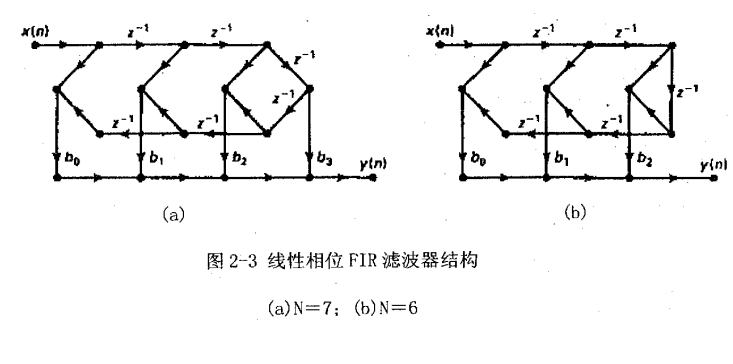 x(n) z⁻¹ z⁻¹ x(n) z⁻¹ z⁻¹
z⁻¹
z⁻¹ z⁻¹
z⁻¹ z⁻¹ z⁻¹ z⁻¹
b₀ b₁ b₂ b₃ y(n) b₀ b₁ b₂ y(n)
(a) (b)
图 2-3 线性相位 FIR 滤波器结构
(a)N=7; (b)N=6